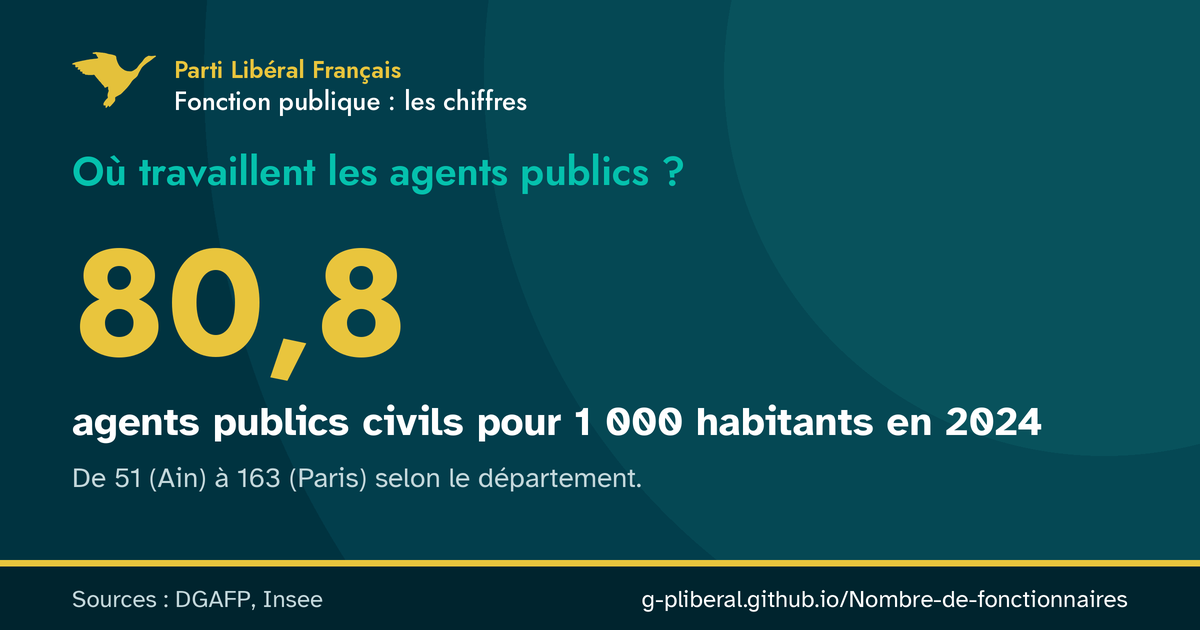 Parti Libéral Français
Fonction publique : les chiffres
Où travaillent les agents publics ?
80,8
agents publics civils pour 1 000 habitants en 2024
De 51 (Ain) à 163 (Paris) selon le département.
Sources : DGAFP, Insee
g-pliberal.github.io/Nombre-de-fonctionnaires